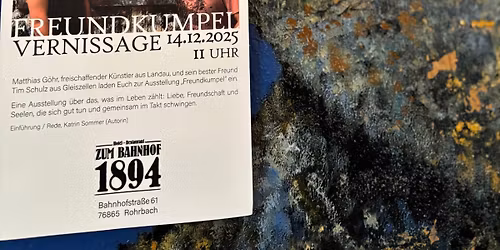 FREUNDKUMPEL
VERNISSAGE 14.12.2025
11 UHR
Matthias Göhr, freischaffender Künstler aus Landau, und sein bester Freund
Tim Schulz aus Gleiszellen laden Euch zur Ausstellung „Freundkumpel" ein.
Eine Ausstellung über das, was im Leben zählt: Liebe, Freundschaft und
Seelen, die sich gut tun und gemeinsam im Takt schwingen.
Einführung / Rede, Katrin Sommer (Autorin)
Hotel - Restaurant
ZUM BAHNHOF
1894
Bahnhofstraße 61
76865 Rohrbach